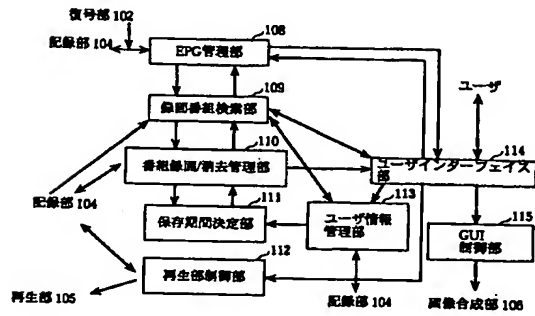 復号部 102
108
記録部 104
EPG管理部
109
ユーザ
録画番組検索部
110
114
番組録画/消去管理部
ユーザインターフェイズ部
111
113
115
記録部 104
保存期間決定部
ユーザ情報管理部
GUI制御部
112
再生部制御部
再生部 105
記録部 104
画像合成部 106